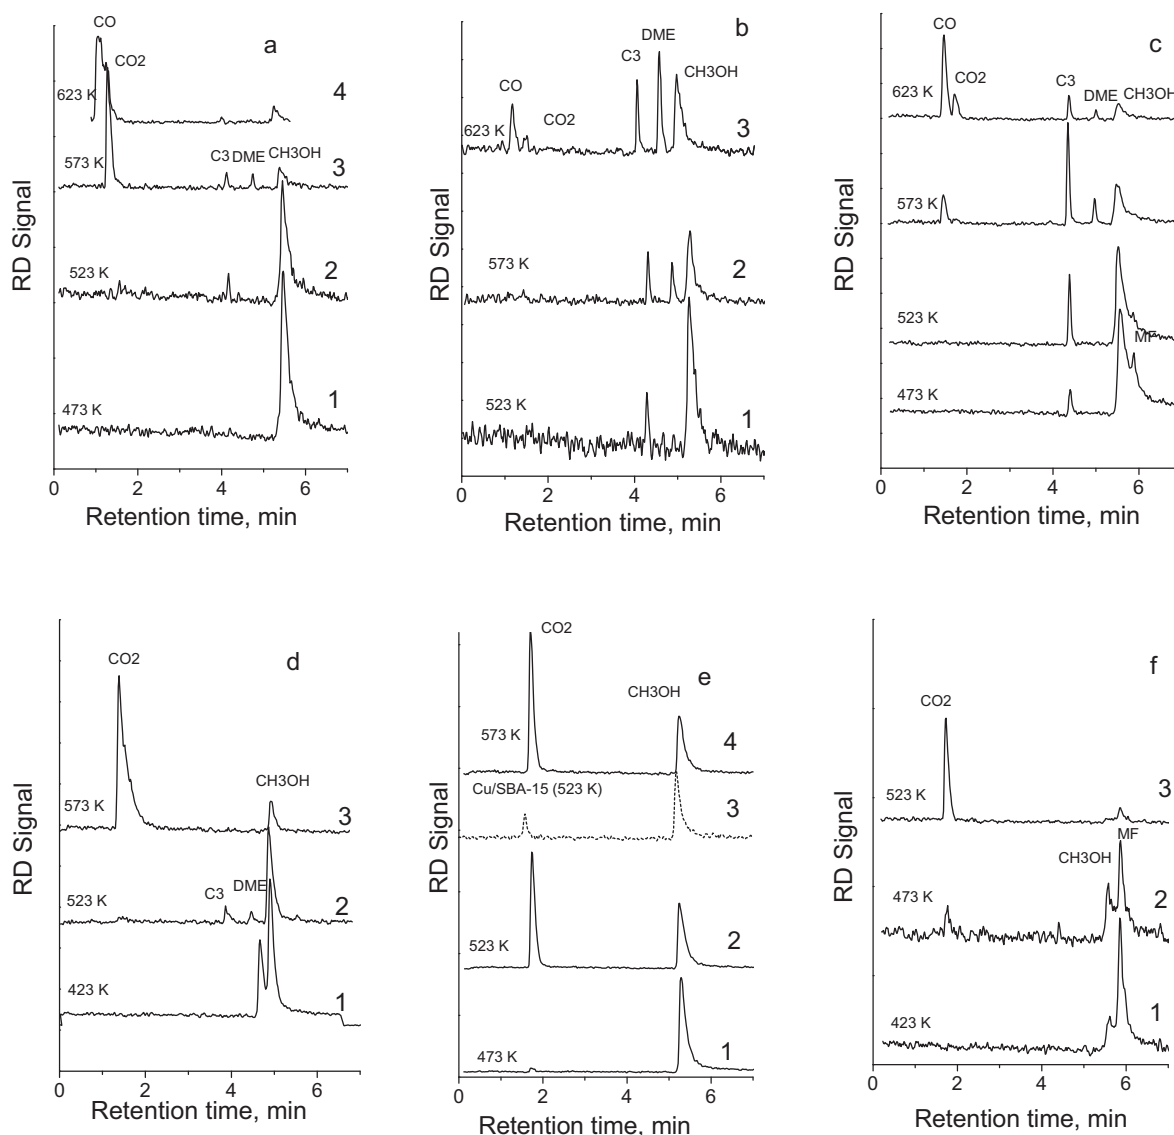 CO
a
CO2
623 K
4
573 K
C3
DME
CH3OH
3
523 K
2
473 K
1
RD Signal
0
2
4
6
Retention time, min
b
DME
C3
CH3OH
CO
CO2
623 K
3
573 K
2
523 K
1
RD Signal
0
2
4
6
Retention time, min
c
CO
CO2
C3
DME
CH3OH
623 K
573 K
523 K
MF
473 K
RD Signal
0
2
4
6
Retention time, min
d
CO2
CH3OH
573 K
3
C3
DME
523 K
2
423 K
1
RD Signal
0
2
4
6
Retention time, min
CO2
e
CH3OH
573 K
4
Cu/SBA-15 (523 K)
3
523 K
2
473 K
1
RD Signal
0
2
4
6
Retention time, min
f
CO2
523 K
3
MF
CH3OH
473 K
2
423 K
1
RD Signal
0
2
4
6
Retention time, min